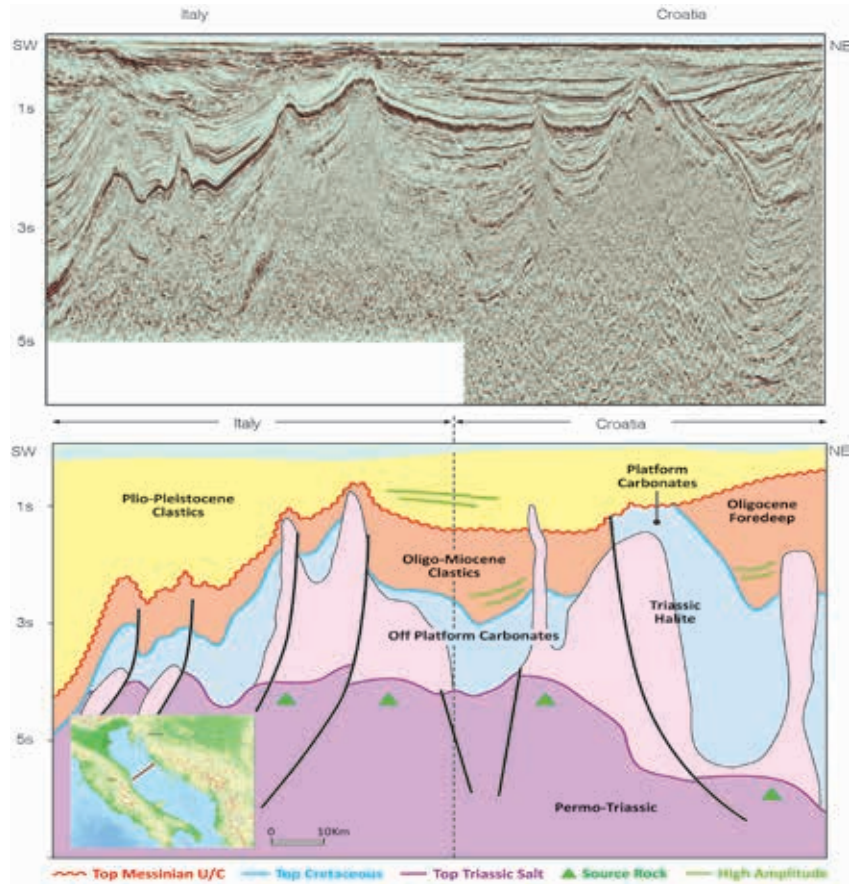 Italy Croatia
SW NE
1s
3s
5s
Italy Croatia
SW NE
1s
3s
5s
Plio-Pleistocene
Clastics
Platform
Carbonates
Oligocene
Foredeep
Oligo-Miocene
Clastics
Triassic
Halite
Off Platform Carbonates
Permo-Triassic
0 10Km
Top Messinian U/C Top Cretaceous Top Triassic Salt Source Rock High Amplitude